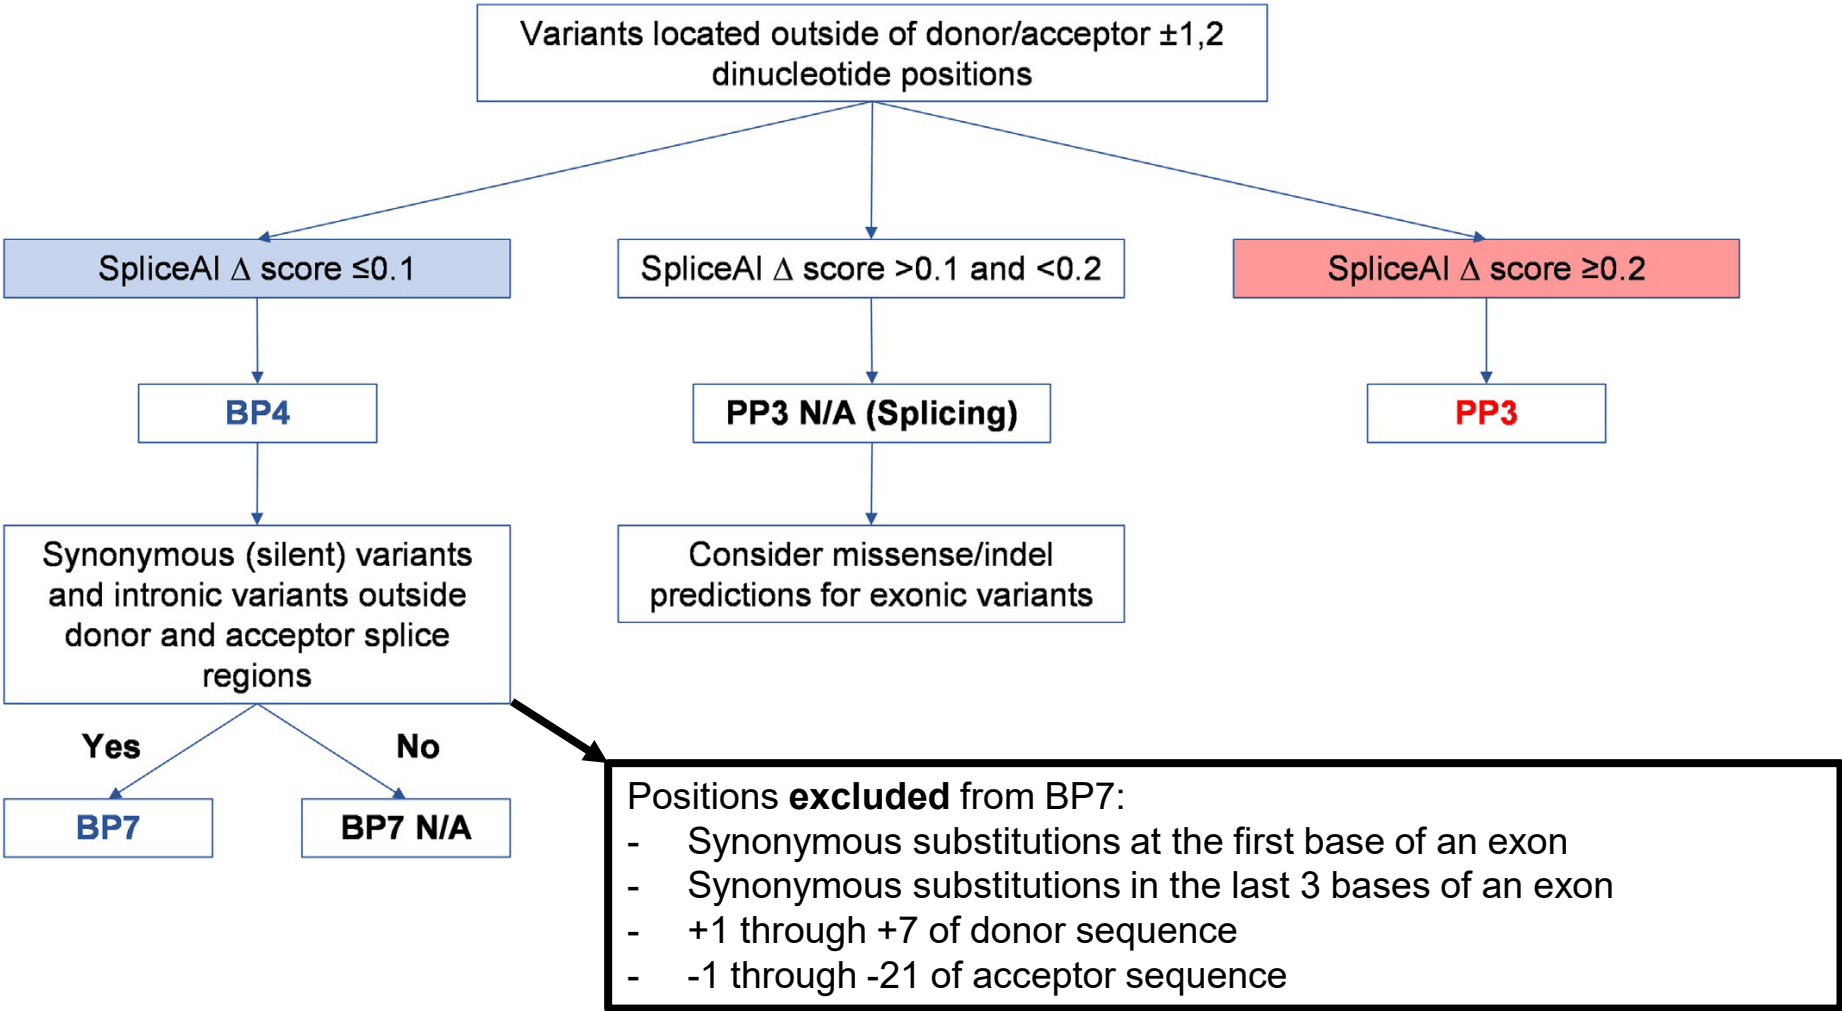 Variants located outside of donor/acceptor ±1,2
dinucleotide positions
SpliceAI Δ score ≤0.1
SpliceAI Δ score >0.1 and <0.2
SpliceAI Δ score ≥0.2
BP4
PP3 N/A (Splicing)
PP3
Synonymous (silent) variants
and intronic variants outside
donor and acceptor splice
regions
Consider missense/indel
predictions for exonic variants
Yes
No
BP7
BP7 N/A
Positions excluded from BP7:
- Synonymous substitutions at the first base of an exon
- Synonymous substitutions in the last 3 bases of an exon
- +1 through +7 of donor sequence
- -1 through -21 of acceptor sequence